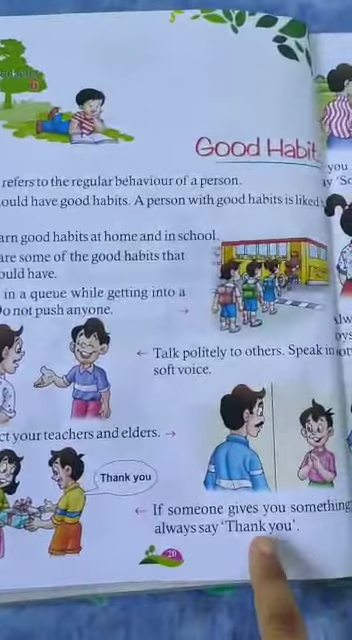 Good Habit
refers to the regular behaviour of a person.
ould have good habits. A person with good habits is liked
arn good habits at home and in school.
are some of the good habits that
ould have.
in a queue while getting into a
Do not push anyone. →
← Talk politely to others. Speak in
soft voice.
ct your teachers and elders. →
Thank you
← If someone gives you something
always say 'Thank you'.
20
you